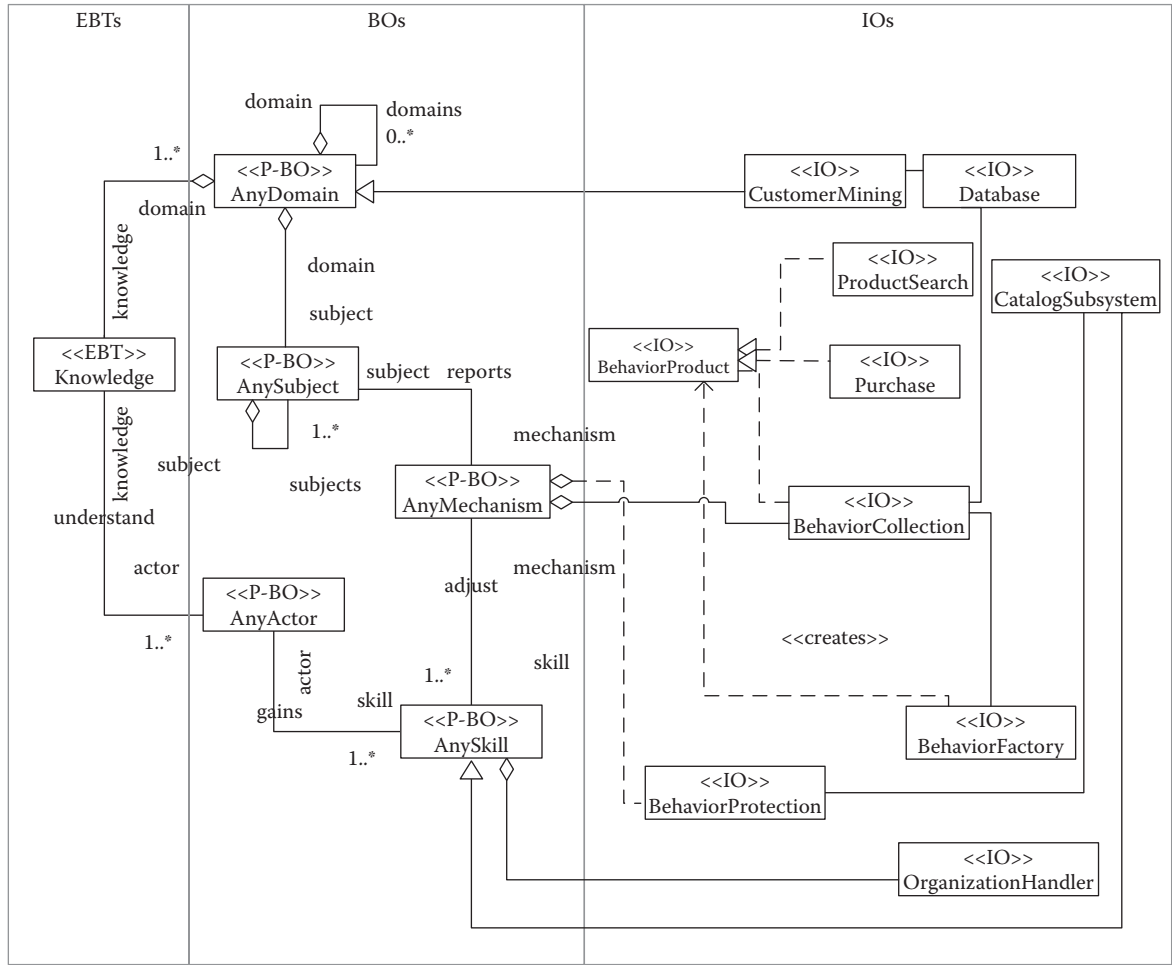 EBTs
BOs
IOs
domain
domains
0..*
1..*
<<P-BO>>
AnyDomain
domain
knowledge
<<IO>>
CustomerMining
<<IO>>
Database
domain
subject
<<IO>>
ProductSearch
<<IO>>
CatalogSubsystem
<<EBT>>
Knowledge
<<P-BO>>
AnySubject
subject reports
<<IO>>
BehaviorProduct
<<IO>>
Purchase
1..*
knowledge
subject
subjects
mechanism
<<P-BO>>
AnyMechanism
<<IO>>
BehaviorCollection
understand
actor
<<P-BO>>
AnyActor
1..*
mechanism
adjust
<<creates>>
actor
gains
skill
1..*
skill
1..*
<<P-BO>>
AnySkill
<<IO>>
BehaviorFactory
<<IO>>
BehaviorProtection
<<IO>>
OrganizationHandler